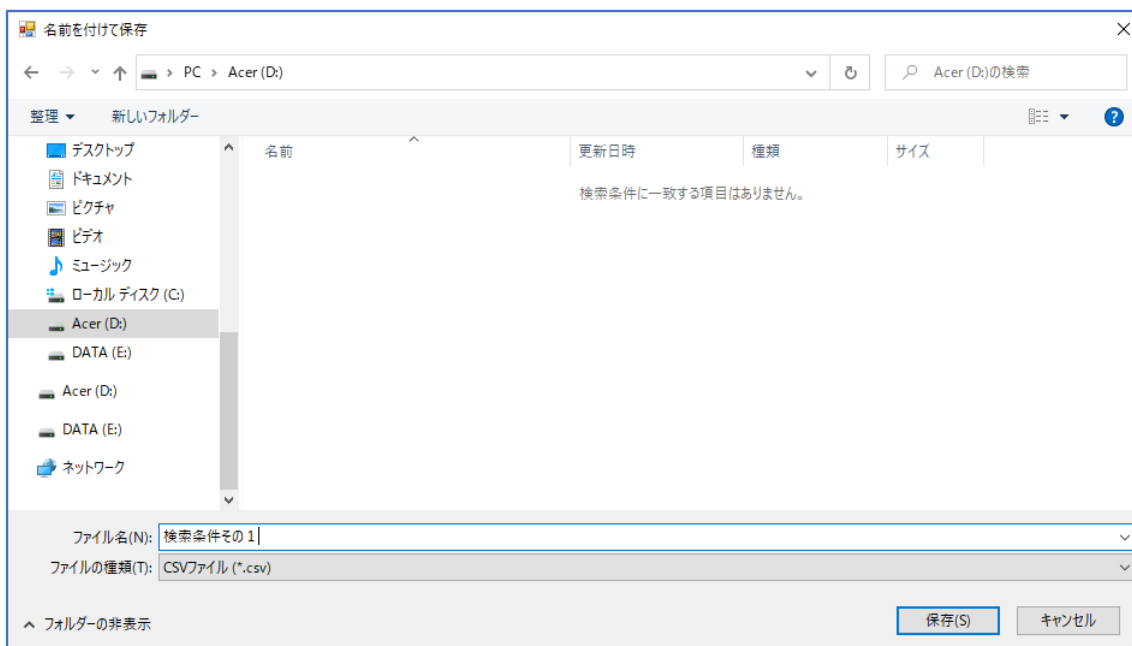 名前を付けて保存
PC › Acer (D:)
Acer (D:)の検索
整理
新しいフォルダー
名前 更新日時 種類 サイズ
検索条件に一致する項目はありません。
デスクトップ
ドキュメント
ピクチャ
ビデオ
ミュージック
ローカル ディスク (C:)
Acer (D:)
DATA (E:)
Acer (D:)
DATA (E:)
ネットワーク
ファイル名(N): 検索条件その１
ファイルの種類(T): CSVファイル (*.csv)
フォルダーの非表示
保存(S) キャンセル